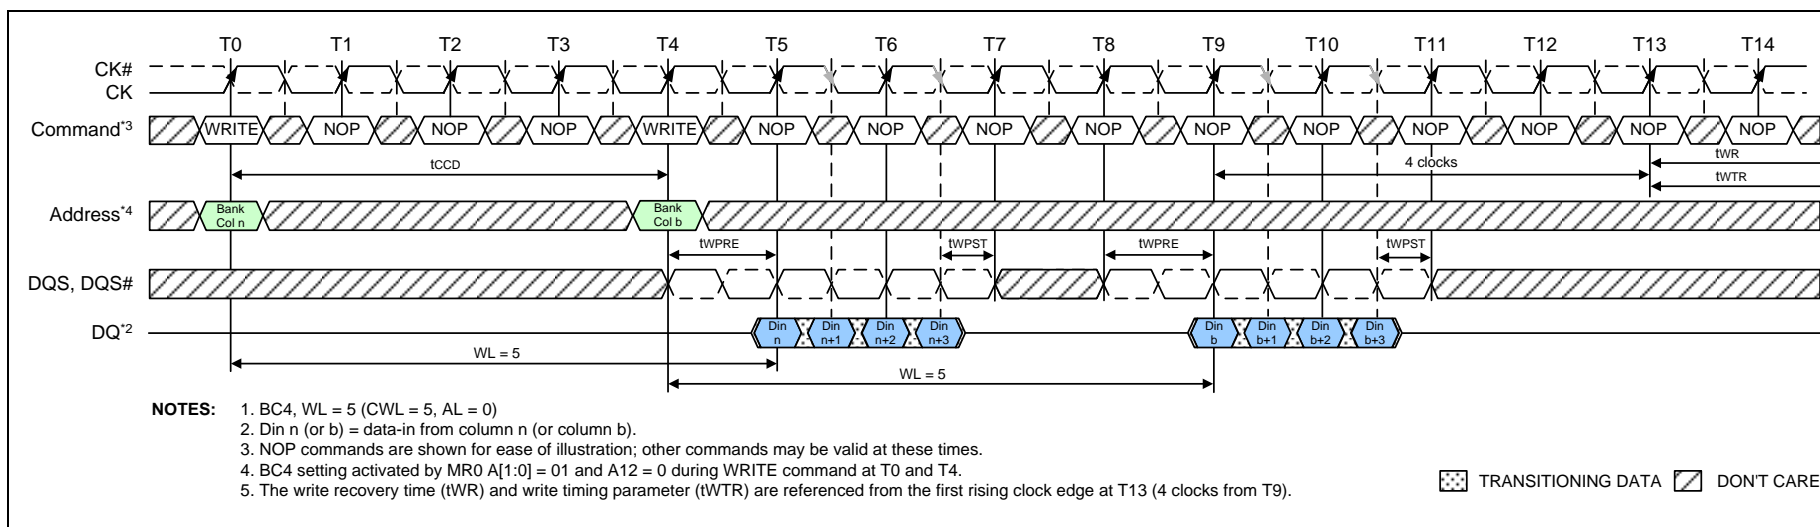 T0 T1 T2 T3 T4 T5 T6 T7 T8 T9 T10 T11 T12 T13 T14
CK#
CK
Command*3 WRITE NOP NOP NOP WRITE NOP NOP NOP NOP NOP NOP NOP NOP NOP NOP
tCCD 4 clocks tWR
tWTR
Address*4 Bank Col n Bank Col b
tWPRE tWPST tWPRE tWPST
DQS, DQS#
DQ*2 Din n Din n+1 Din n+2 Din n+3 Din b Din b+1 Din b+2 Din b+3
WL = 5
WL = 5
NOTES: 1. BC4, WL = 5 (CWL = 5, AL = 0)
2. Din n (or b) = data-in from column n (or column b).
3. NOP commands are shown for ease of illustration; other commands may be valid at these times.
4. BC4 setting activated by MR0 A[1:0] = 01 and A12 = 0 during WRITE command at T0 and T4.
5. The write recovery time (tWR) and write timing parameter (tWTR) are referenced from the first rising clock edge at T13 (4 clocks from T9).
TRANSITIONING DATA DON'T CARE